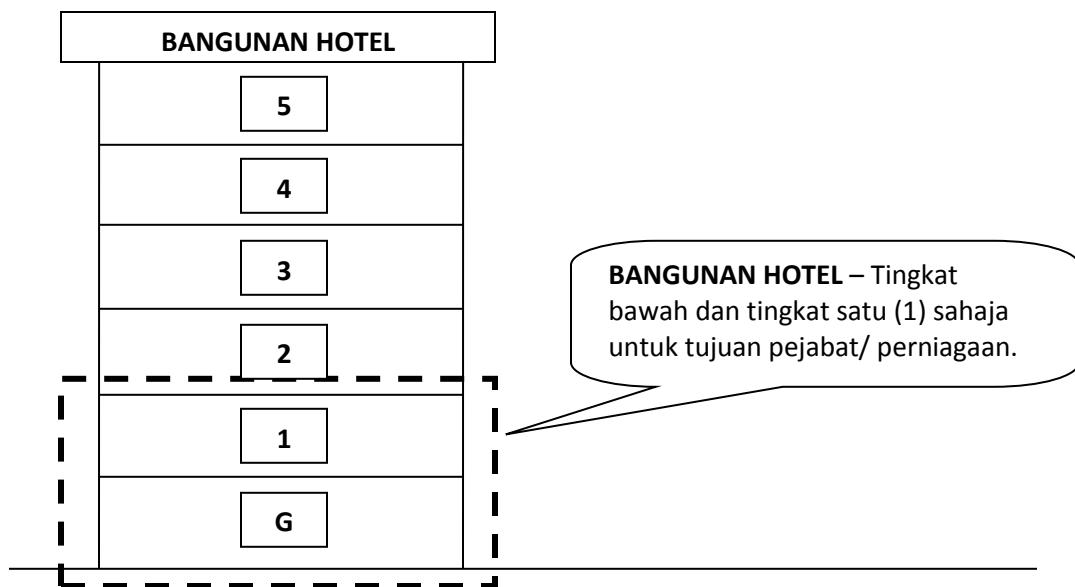 BANGUNAN HOTEL
5
4
3
BANGUNAN HOTEL – Tingkat
bawah dan tingkat satu (1) sahaja
untuk tujuan pejabat/ perniagaan.
2
1
G